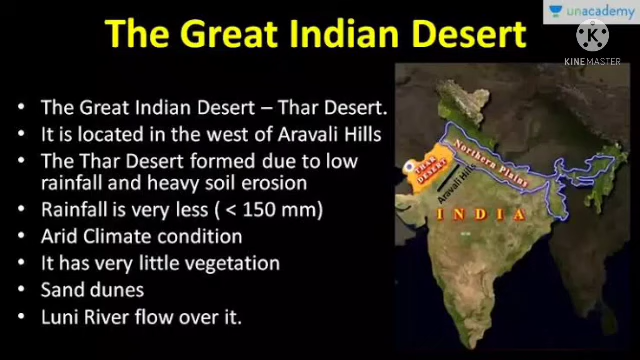 The Great Indian Desert
unacademy
K
KINEMASTER
• The Great Indian Desert – Thar Desert.
• It is located in the west of Aravali Hills
• The Thar Desert formed due to low
rainfall and heavy soil erosion
• Rainfall is very less ( < 150 mm)
• Arid Climate condition
• It has very little vegetation
• Sand dunes
• Luni River flow over it.
THAR
DESERT
Northern Plains
Aravali Hills
INDIA